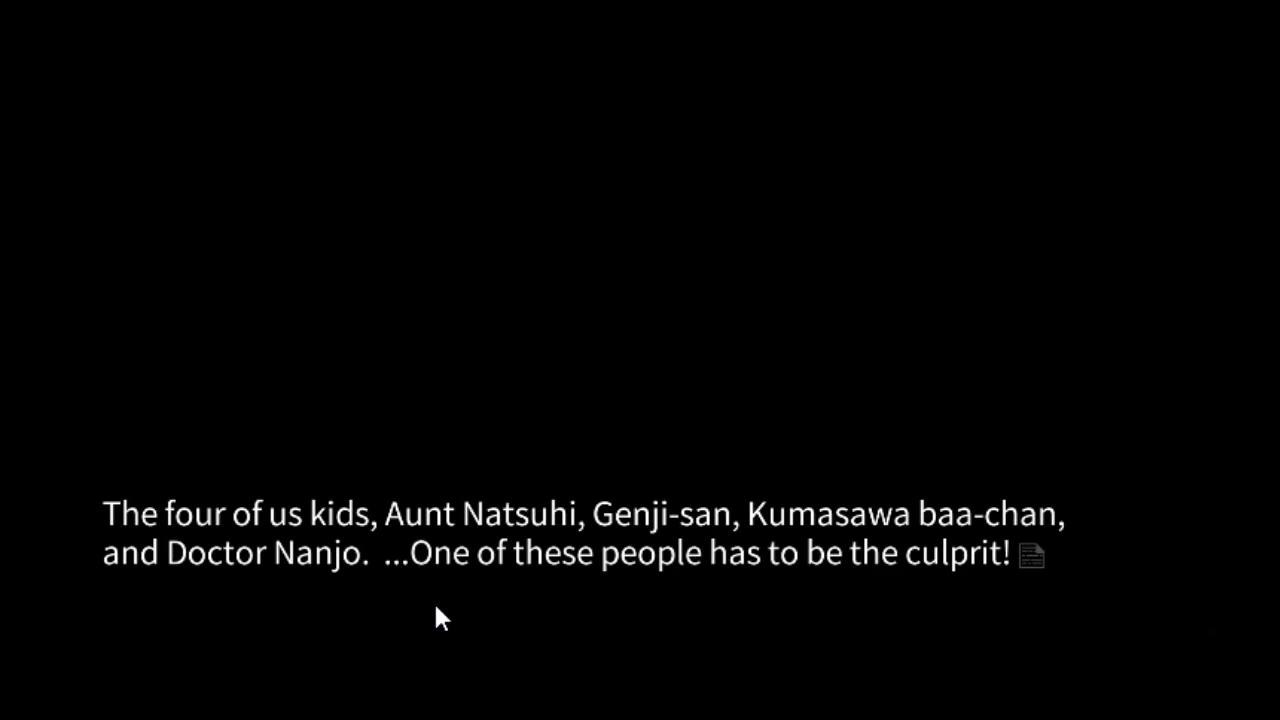 The four of us kids, Aunt Natsuhi, Genji-san, Kumasawa baa-chan,
and Doctor Nanjo.  ...One of these people has to be the culprit!